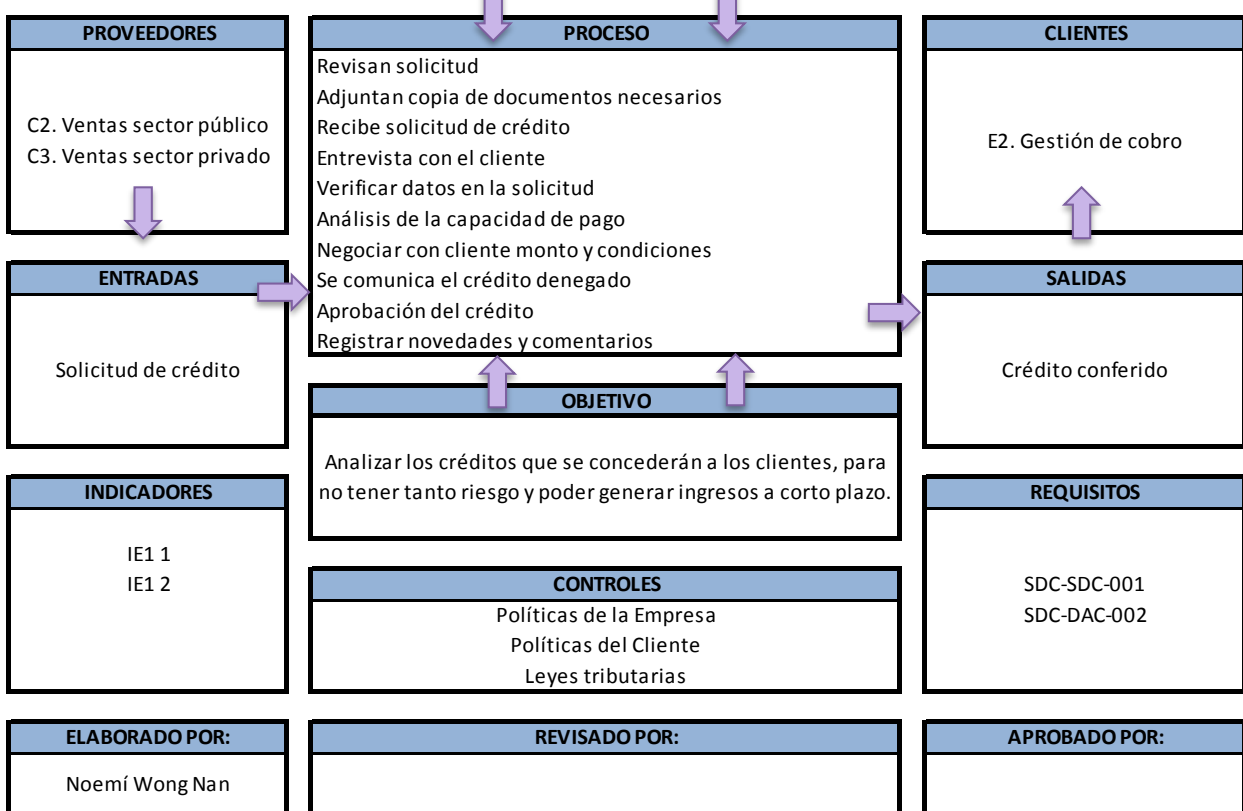 PROVEEDORES
C2. Ventas sector público
C3. Ventas sector privado
PROCESO
Revisan solicitud
Adjuntan copia de documentos necesarios
Recibe solicitud de crédito
Entrevista con el cliente
Verificar datos en la solicitud
Análisis de la capacidad de pago
Negociar con cliente monto y condiciones
Se comunica el crédito denegado
Aprobación del crédito
Registrar novedades y comentarios
CLIENTES
E2. Gestión de cobro
ENTRADAS
Solicitud de crédito
SALIDAS
Crédito conferido
OBJETIVO
Analizar los créditos que se concederán a los clientes, para
no tener tanto riesgo y poder generar ingresos a corto plazo.
INDICADORES
IE1 1
IE1 2
REQUISITOS
SDC-SDC-001
SDC-DAC-002
CONTROLES
Políticas de la Empresa
Políticas del Cliente
Leyes tributarias
ELABORADO POR:
Noemí Wong Nan
REVISADO POR:
APROBADO POR: